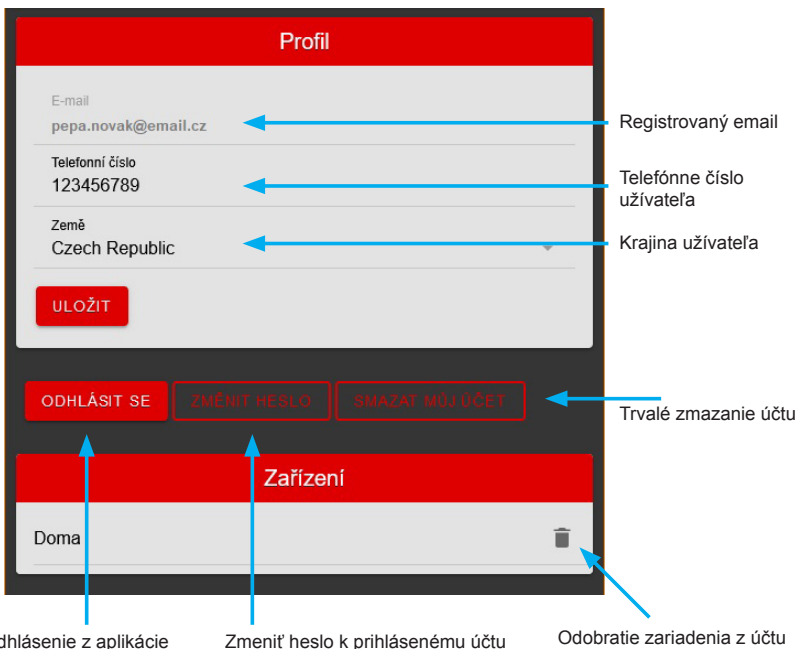 Profil
E-mail
pepa.novak@email.cz
Registrovaný email
Telefonní číslo
123456789
Telefónne číslo
užívateľa
Země
Czech Republic
Krajina užívateľa
ULOŽIT
ODHLÁSIT SE
ZMĚNIT HESLO
SMAZAT MŮJ ÚČET
Trvalé zmazanie účtu
Zařízení
Doma
dhlásenie z aplikácie
Zmeniť heslo k prihlásenému účtu
Odobratie zariadenia z účtu